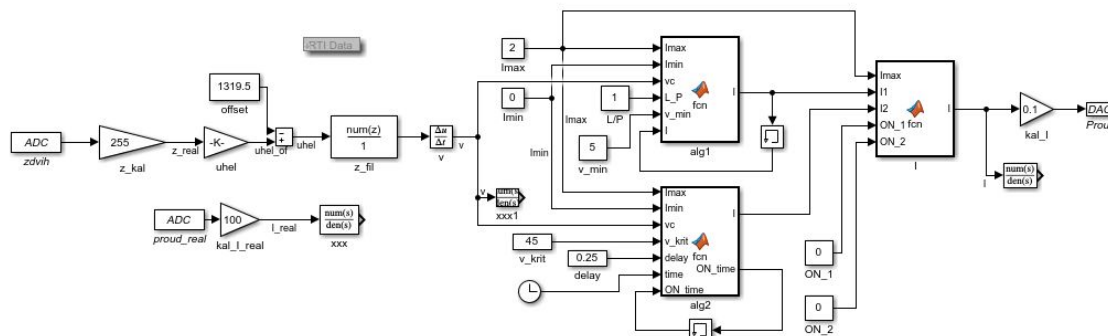 RTI Data
ADC
zdvih
255
z_kal
z_real
-K-
uhel
uhel_of
1319.5
offset
−
+
uhel
num(z)
1
z_fil
Δu
Δt
v
v
ADC
proud_real
100
kal_I_real
I_real
num(s)
den(s)
xxx
v
num(s)
den(s)
xxx1
2
Imax
0
Imin
Imax
Imin
1
L/P
5
v_min
Imax
Imin
vc
L_P
v_min
I
fcn
I
alg1
45
v_krit
0.25
delay
Imax
Imin
vc
v_krit
delay
time
ON_time
fcn
I
ON_time
alg2
Imax
I1
I2
ON_1
ON_2
fcn
I
I
0
ON_1
0
ON_2
I
0.1
kal_I
num(s)
den(s)
DAC
Proud